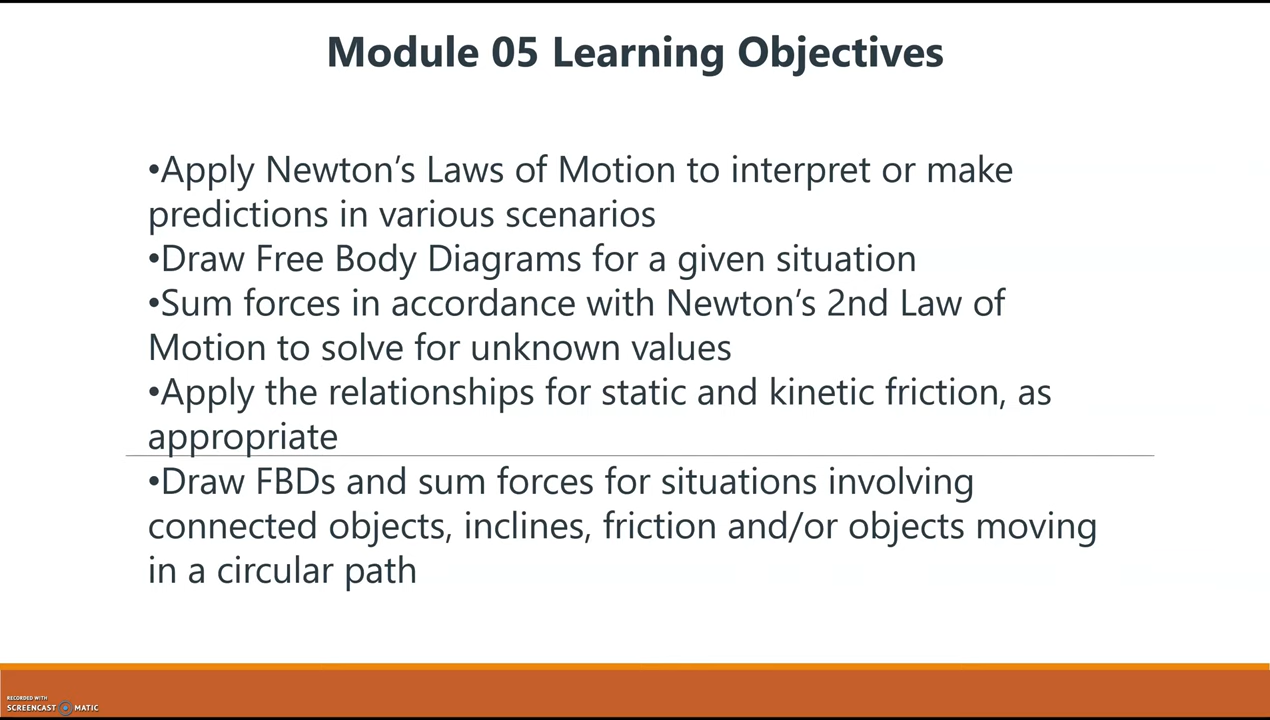 Module 05 Learning Objectives
•Apply Newton’s Laws of Motion to interpret or make
predictions in various scenarios
•Draw Free Body Diagrams for a given situation
•Sum forces in accordance with Newton’s 2nd Law of
Motion to solve for unknown values
•Apply the relationships for static and kinetic friction, as
appropriate
•Draw FBDs and sum forces for situations involving
connected objects, inclines, friction and/or objects moving
in a circular path
RECORDED WITH
SCREENCAST MATIC